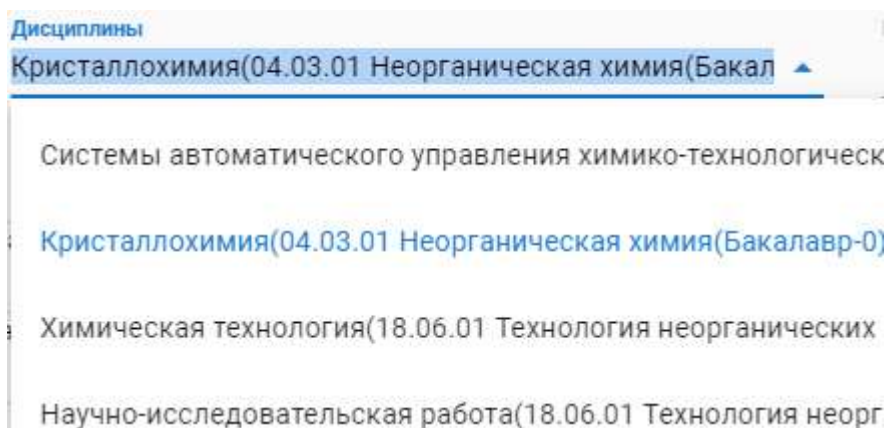 Дисциплины
Кристаллохимия(04.03.01 Неорганическая химия(Бакал
Системы автоматического управления химико-технологическ
Кристаллохимия(04.03.01 Неорганическая химия(Бакалавр-0)
Химическая технология(18.06.01 Технология неорганических
Научно-исследовательская работа(18.06.01 Технология неорг